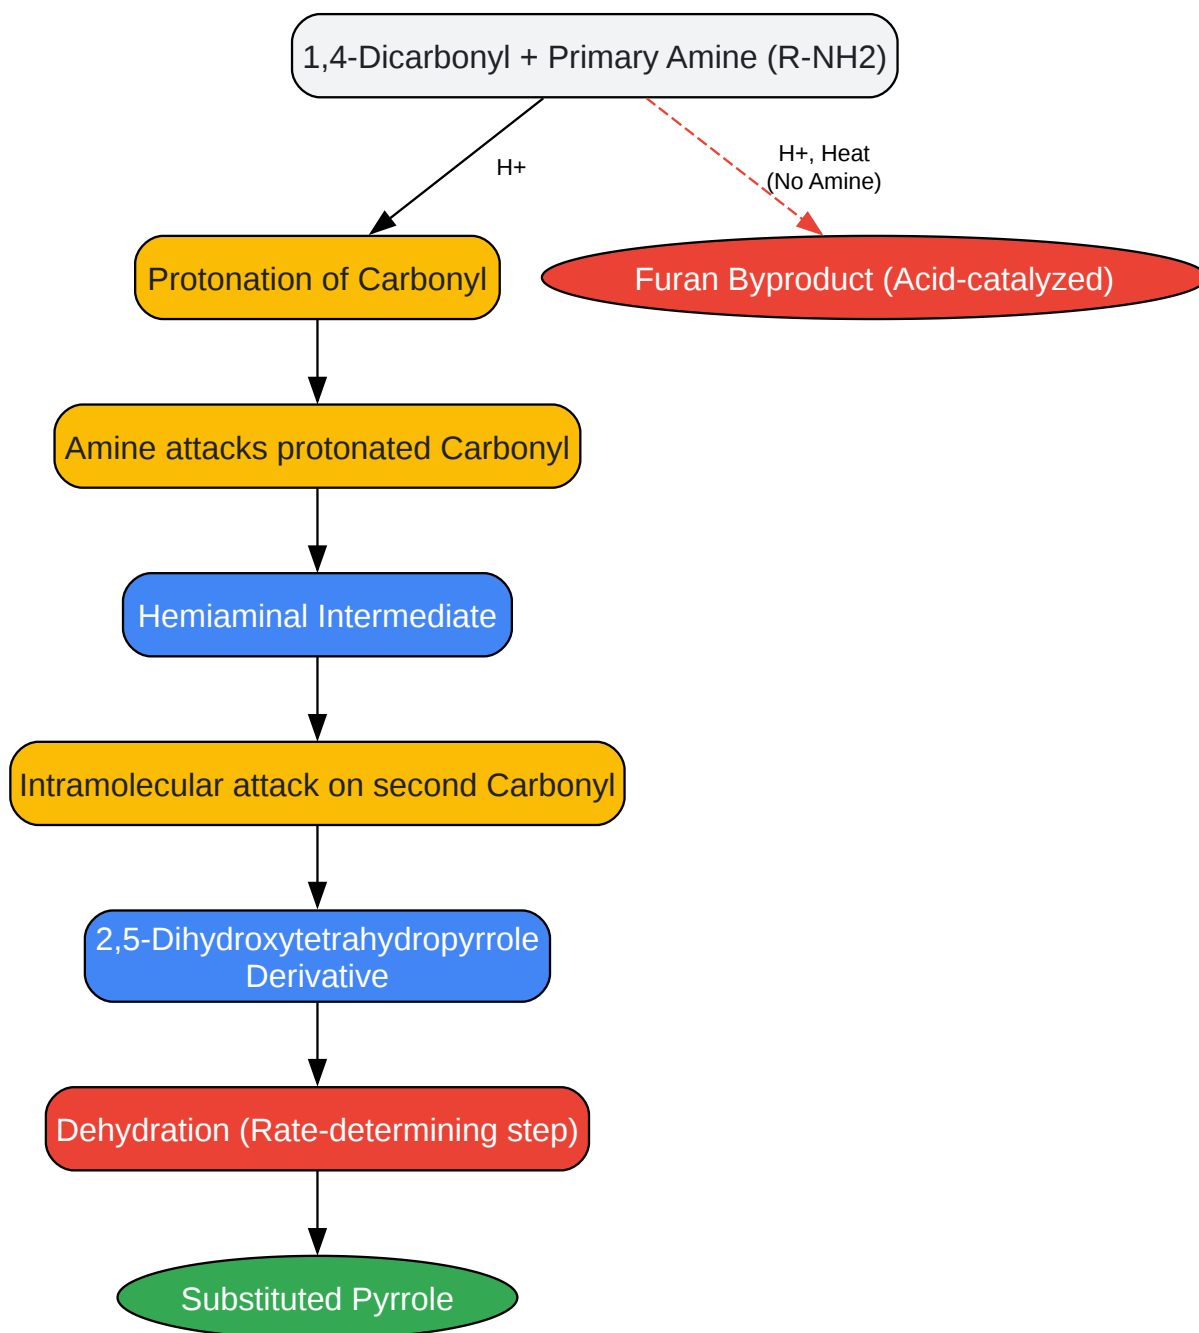 1,4-Dicarbonyl + Primary Amine (R-NH2)
H+
H+, Heat
(No Amine)
Protonation of Carbonyl
Furan Byproduct (Acid-catalyzed)
Amine attacks protonated Carbonyl
Hemiaminal Intermediate
Intramolecular attack on second Carbonyl
2,5-Dihydroxytetrahydropyrrole
Derivative
Dehydration (Rate-determining step)
Substituted Pyrrole